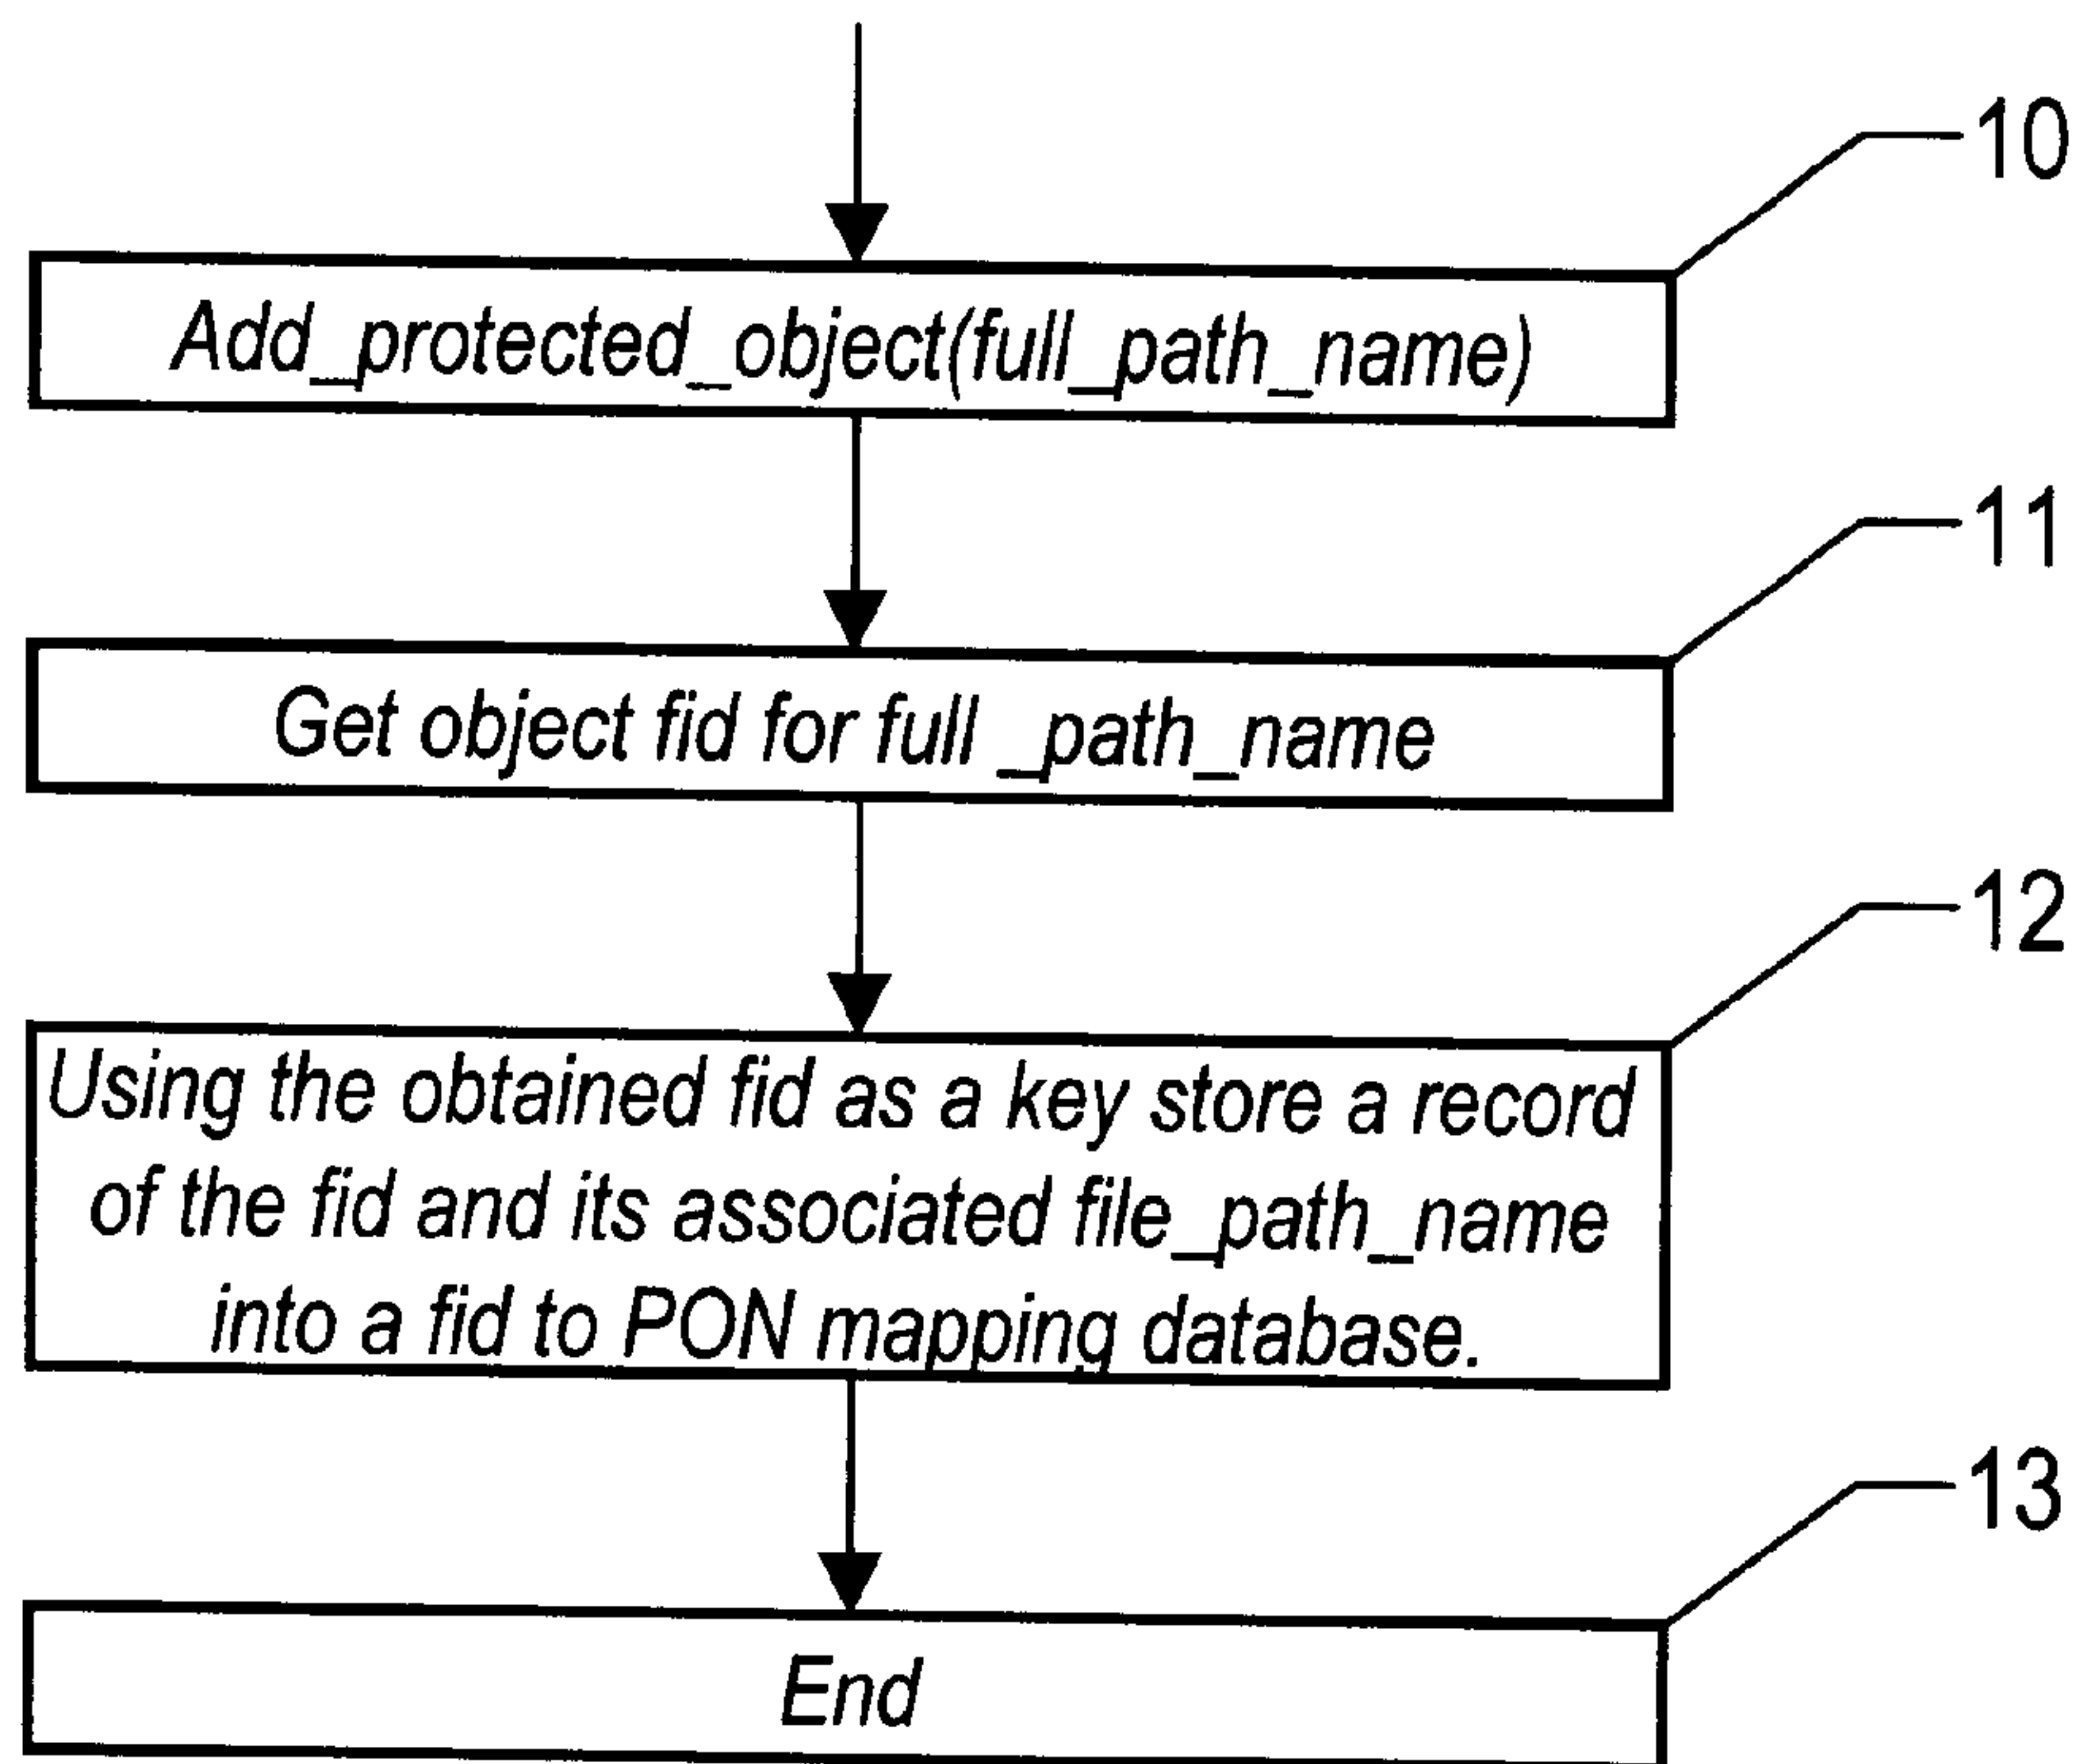 10
Add_protected_object(full_path_name)
11
Get object fid for full _path_name
12
Using the obtained fid as a key store a record
of the fid and its associated file_path_name
into a fid to PON mapping database.
13
End